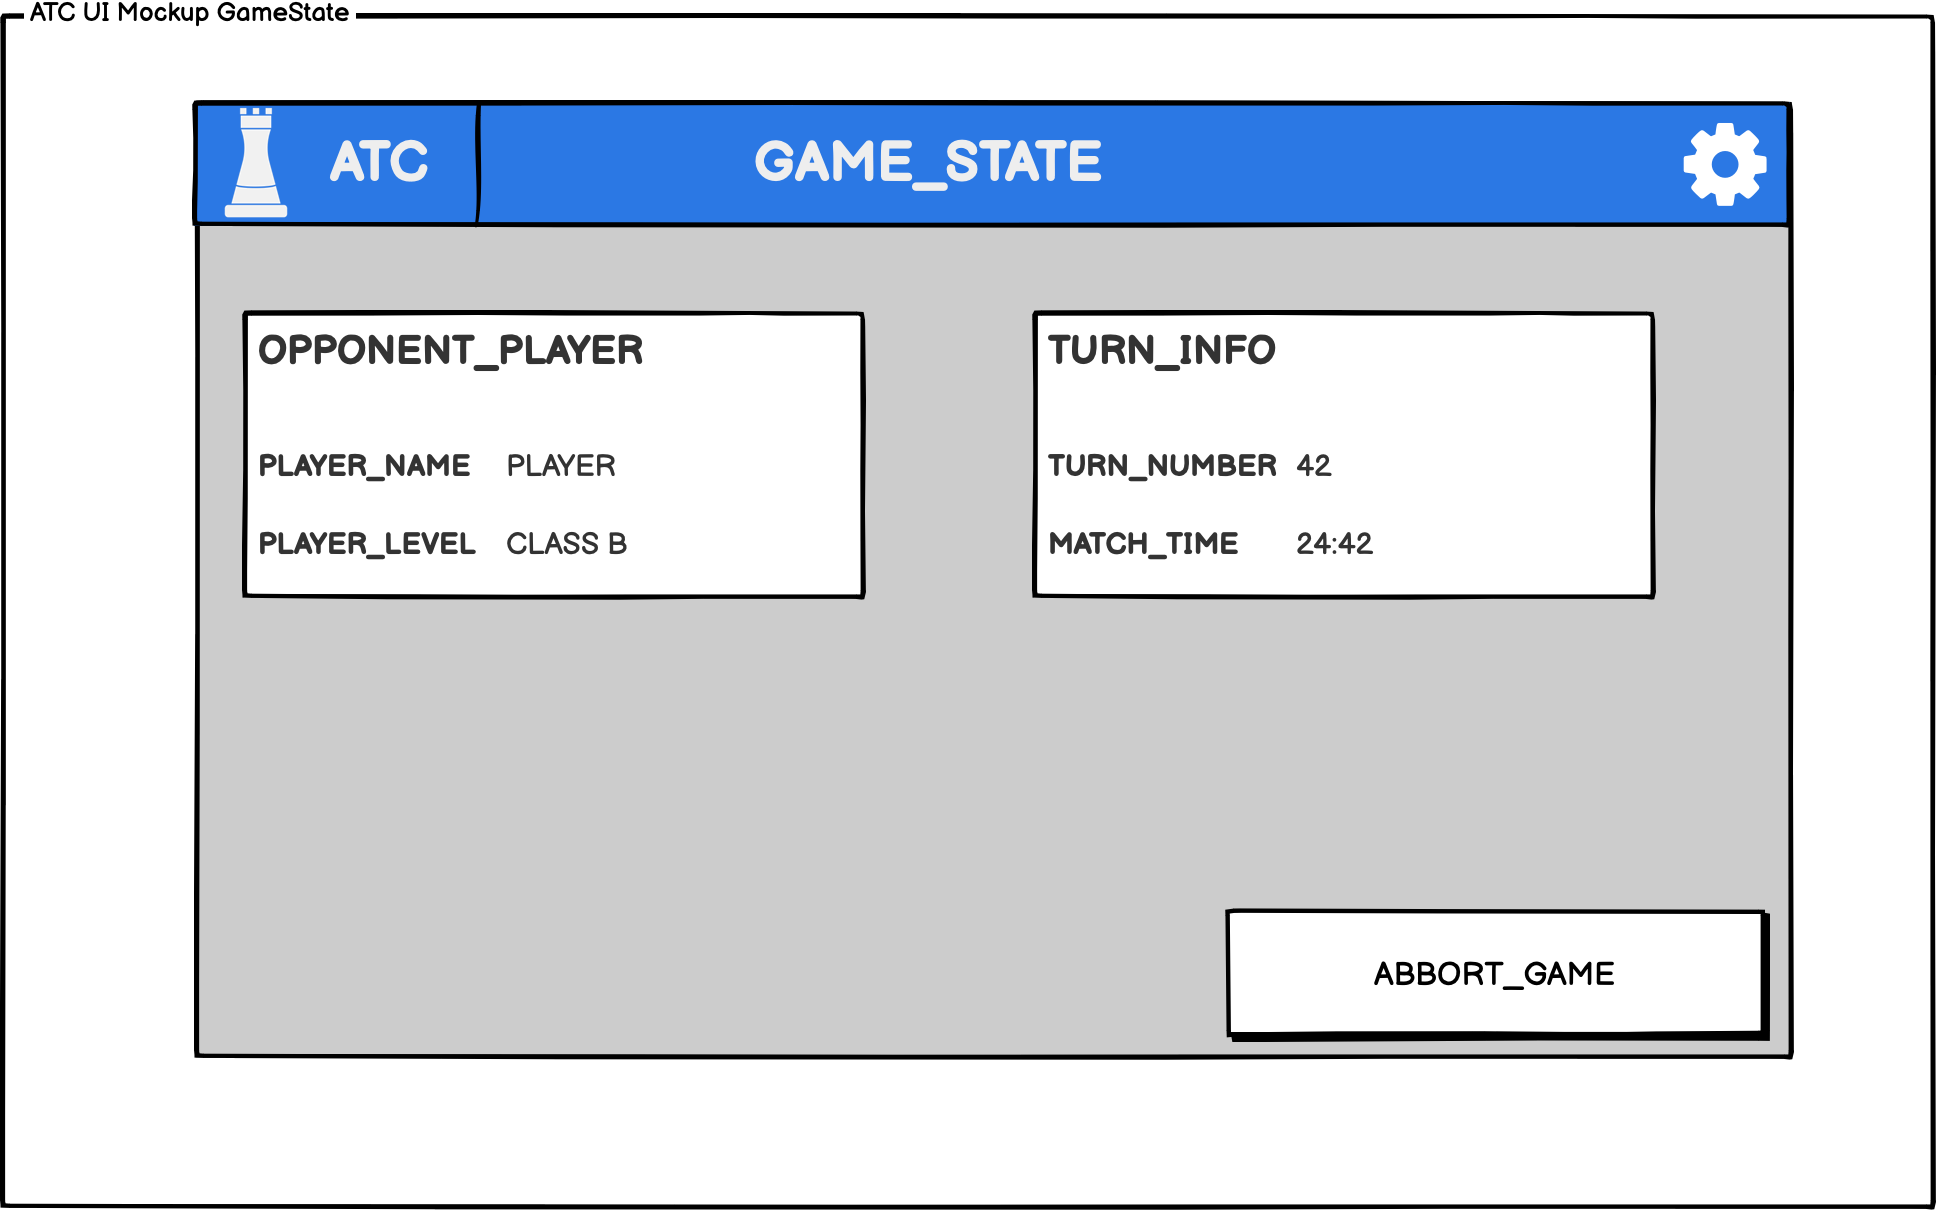 ATC UI Mockup GameState
ATC
GAME_STATE
OPPONENT_PLAYER
PLAYER_NAME PLAYER
PLAYER_LEVEL CLASS B
TURN_INFO
TURN_NUMBER 42
MATCH_TIME 24:42
ABBORT_GAME